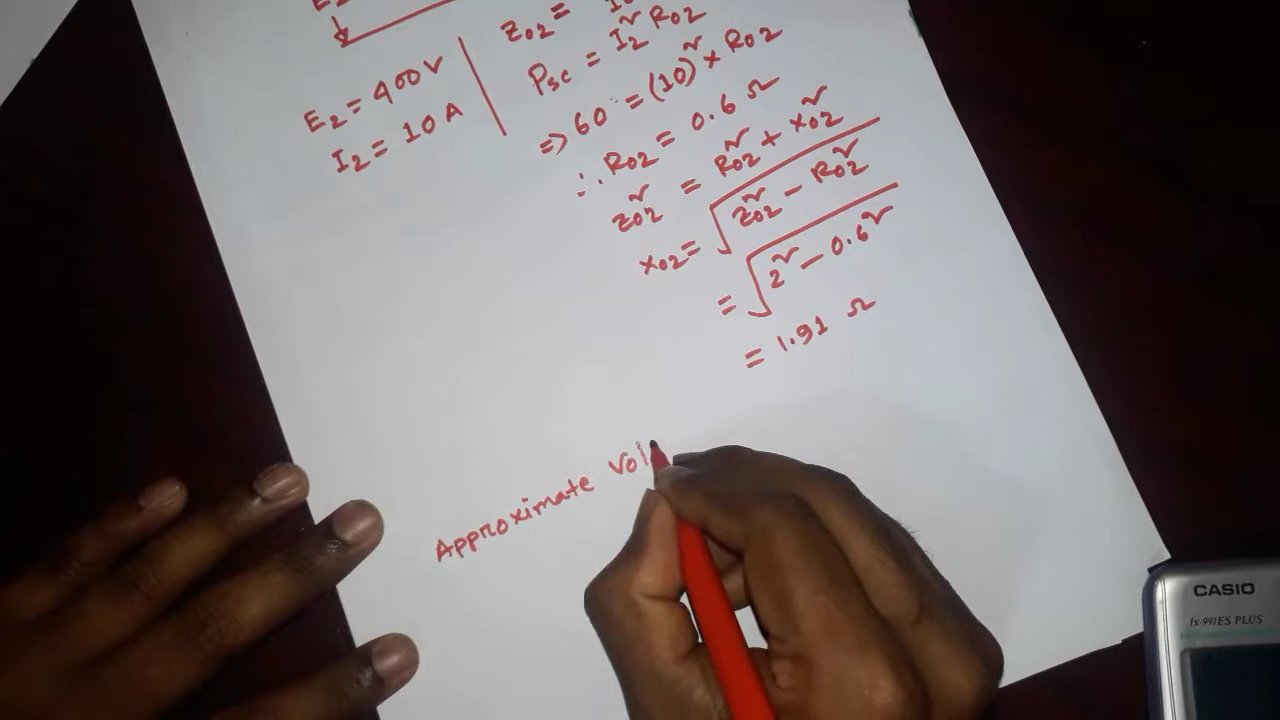 E₂ = 400 V
I₂ = 10 A
Z₀₂ =
Psc = I₂² R₀₂
⇒ 60 = (10)² × R₀₂
∴ R₀₂ = 0.6 Ω
Z₀₂² = R₀₂² + X₀₂²
X₀₂ = √(Z₀₂² − R₀₂²)
= √(2² − 0.6²)
= 1.91 Ω
Approximate Vol
CASIO
fx-991ES PLUS